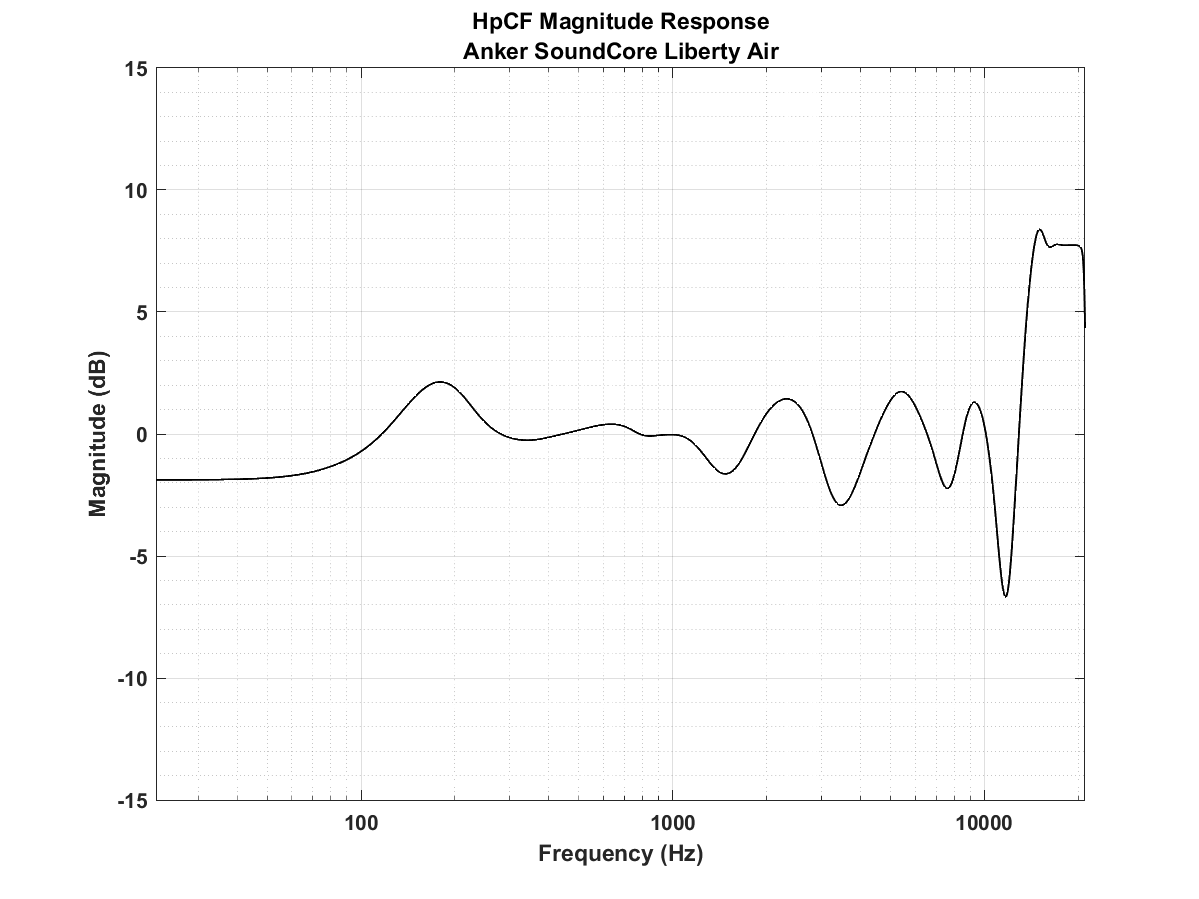 HpCF Magnitude Response
Anker SoundCore Liberty Air
15
10
5
0
-5
-10
-15
Magnitude (dB)
100
1000
10000
Frequency (Hz)